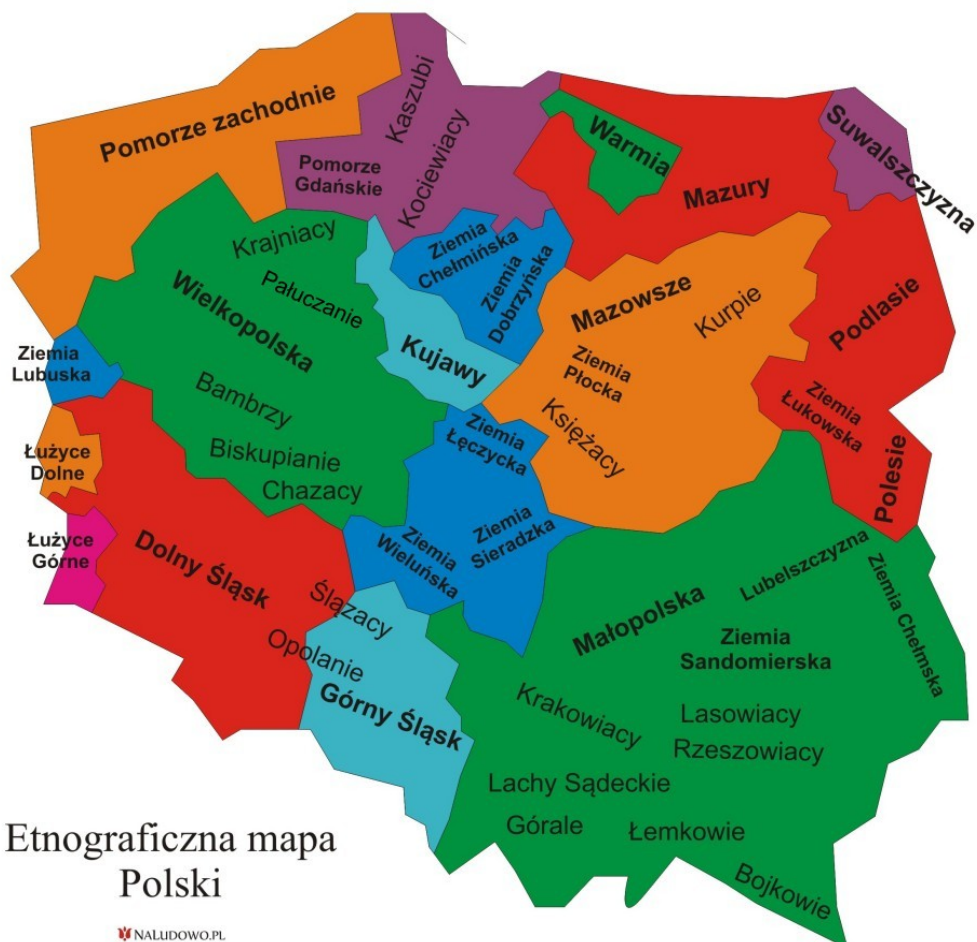 Pomorze zachodnie
Kaszubi
Kociewiacy
Pomorze
Gdańskie
Warmia
Mazury
Suwalszczyzna
Krajniacy
Pałuczanie
Wielkopolska
Ziemia
Chełmińska
Ziemia
Dobrzyńska
Kujawy
Mazowsze
Kurpie
Ziemia
Płocka
Księżacy
Podlasie
Ziemia
Łukowska
Polesie
Ziemia
Lubuska
Bambrzy
Biskupianie
Chazacy
Ziemia
Łęczycka
Ziemia
Sieradzka
Ziemia
Wieluńska
Łużyce
Dolne
Łużyce
Górne
Dolny Śląsk
Ślązacy
Opolanie
Górny Śląsk
Małopolska
Lubelszczyzna
Ziemia Chełmska
Ziemia
Sandomierska
Krakowiacy
Lasowiacy
Rzeszowiacy
Lachy Sądeckie
Górale
Łemkowie
Bojkowie
Etnograficzna mapa
Polski
NALUDOWO.PL